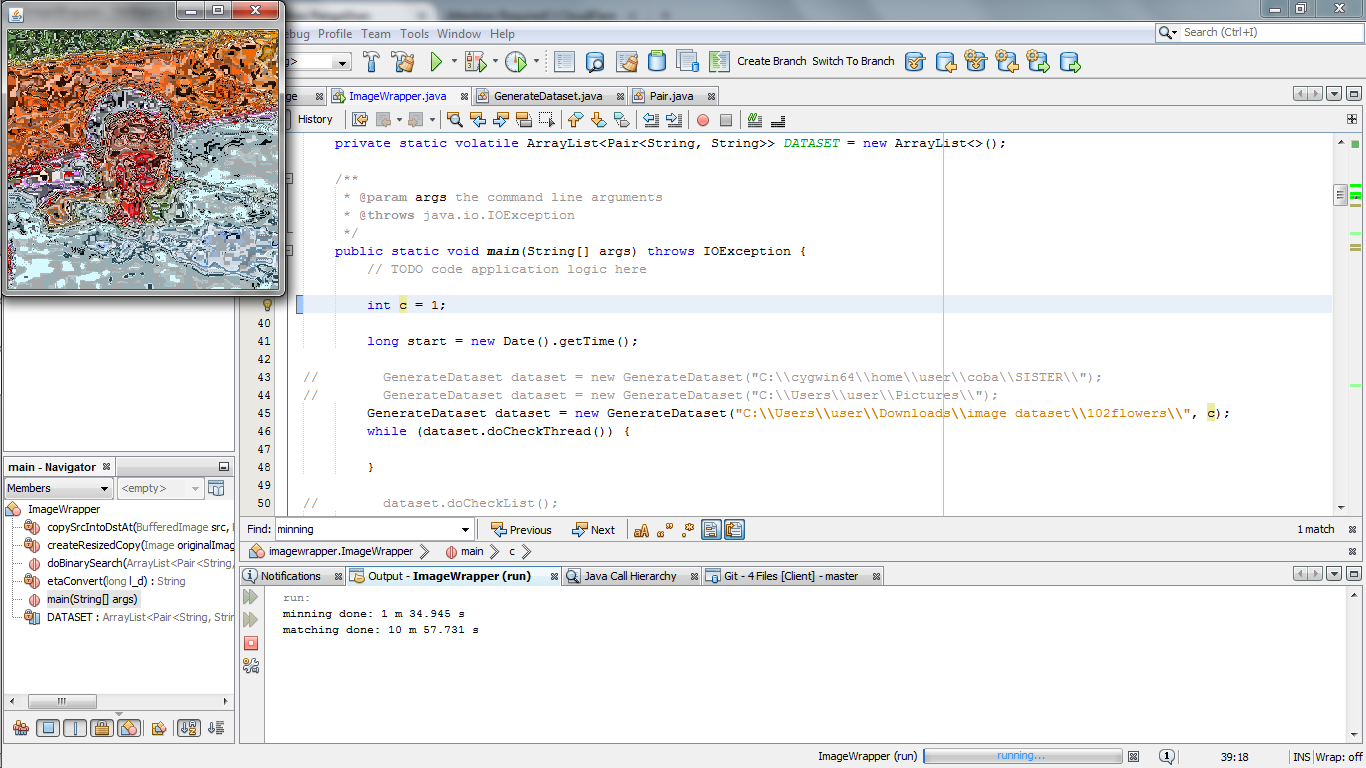 ebug Profile Team Tools Window Help
Search (Ctrl+I)
Create Branch Switch To Branch
ge ImageWrapper.java GenerateDataset.java Pair.java
History
private static volatile ArrayList<Pair<String, String>> DATASET = new ArrayList<>();
/**
* @param args the command line arguments
* @throws java.io.IOException
*/
public static void main(String[] args) throws IOException {
// TODO code application logic here
int c = 1;
40
41 long start = new Date().getTime();
42
43 // GenerateDataset dataset = new GenerateDataset("C:\\cygwin64\\home\\user\\coba\\SISTER\\");
44 // GenerateDataset dataset = new GenerateDataset("C:\\Users\\user\\Pictures\\");
45 GenerateDataset dataset = new GenerateDataset("C:\\Users\\user\\Downloads\\image dataset\\102flowers\\", c);
46 while (dataset.doCheckThread()) {
47
48 }
49
50 // dataset.doCheckList();
Find: minning Previous Next 1 match
imagewrapper.ImageWrapper main c
main - Navigator
Members <empty>
ImageWrapper
copySrcIntoDstAt(BufferedImage src,
createResizedCopy(Image originalImag
doBinarySearch(ArrayList<Pair<String,
etaConvert(long l_d) : String
main(String[] args)
DATASET : ArrayList<Pair<String, Strin
Notifications Output - ImageWrapper (run) Java Call Hierarchy Git - 4 Files [Client] - master
run:
minning done: 1 m 34.945 s
matching done: 10 m 57.731 s
ImageWrapper (run) running... 1 39:18 INS Wrap: off